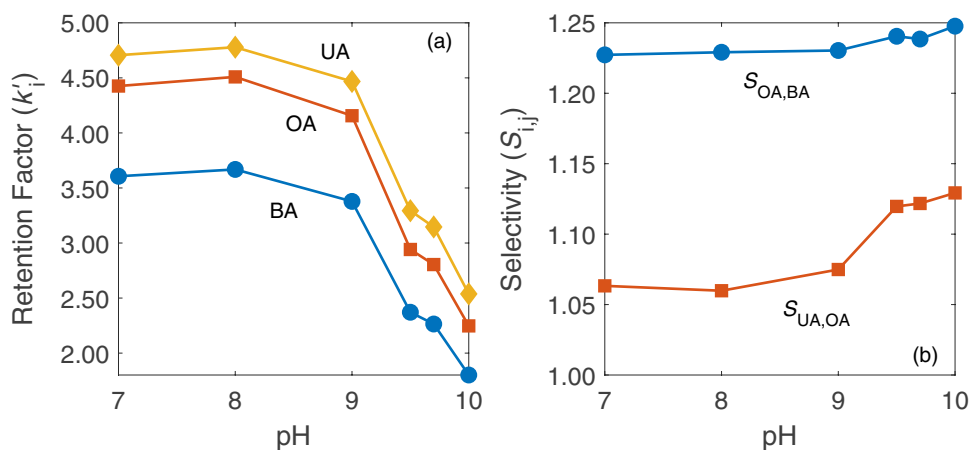 Retention Factor (k'i)
5.00
4.50
4.00
3.50
3.00
2.50
2.00
7
8
9
10
pH
(a)
UA
OA
BA
Selectivity (Si,j)
1.25
1.20
1.15
1.10
1.05
1.00
7
8
9
10
pH
SOA,BA
SUA,OA
(b)